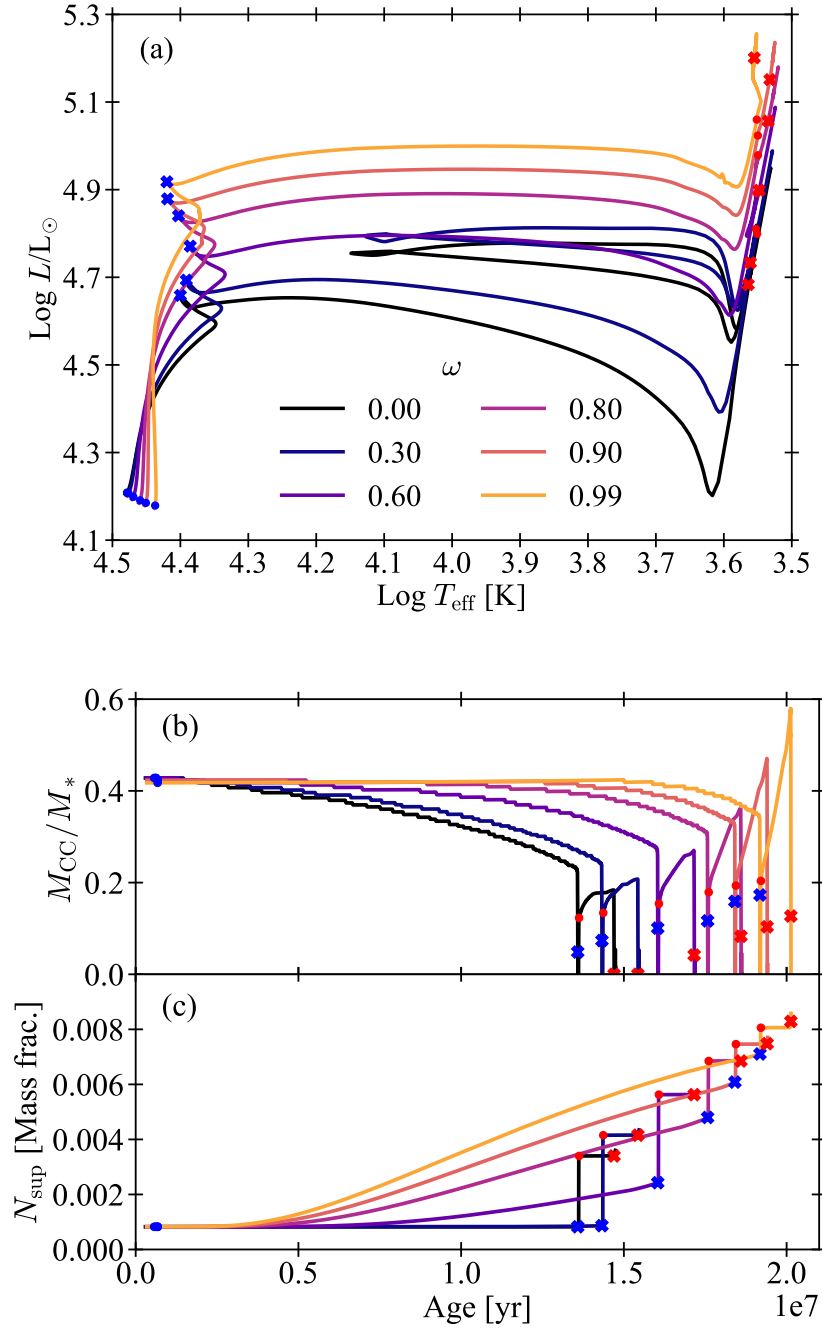 (a)
5.3
5.1
4.9
4.7
4.5
4.3
4.1
Log L/L⊙
ω
0.00 0.80
0.30 0.90
0.60 0.99
4.5 4.4 4.3 4.2 4.1 4.0 3.9 3.8 3.7 3.6 3.5
Log T_eff [K]
(b)
0.6
0.4
0.2
0.0
M_CC/M_*
(c)
0.008
0.006
0.004
0.002
0.000
N_sup [Mass frac.]
0.0 0.5 1.0 1.5 2.0
1e7
Age [yr]